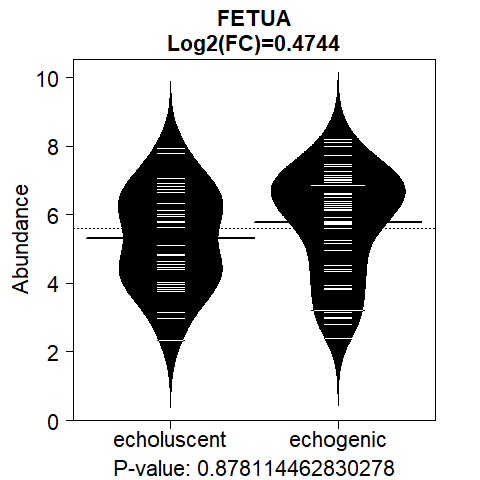 FETUA
Log2(FC)=0.4744
Abundance
10
8
6
4
2
0
echoluscent echogenic
P-value: 0.878114462830278